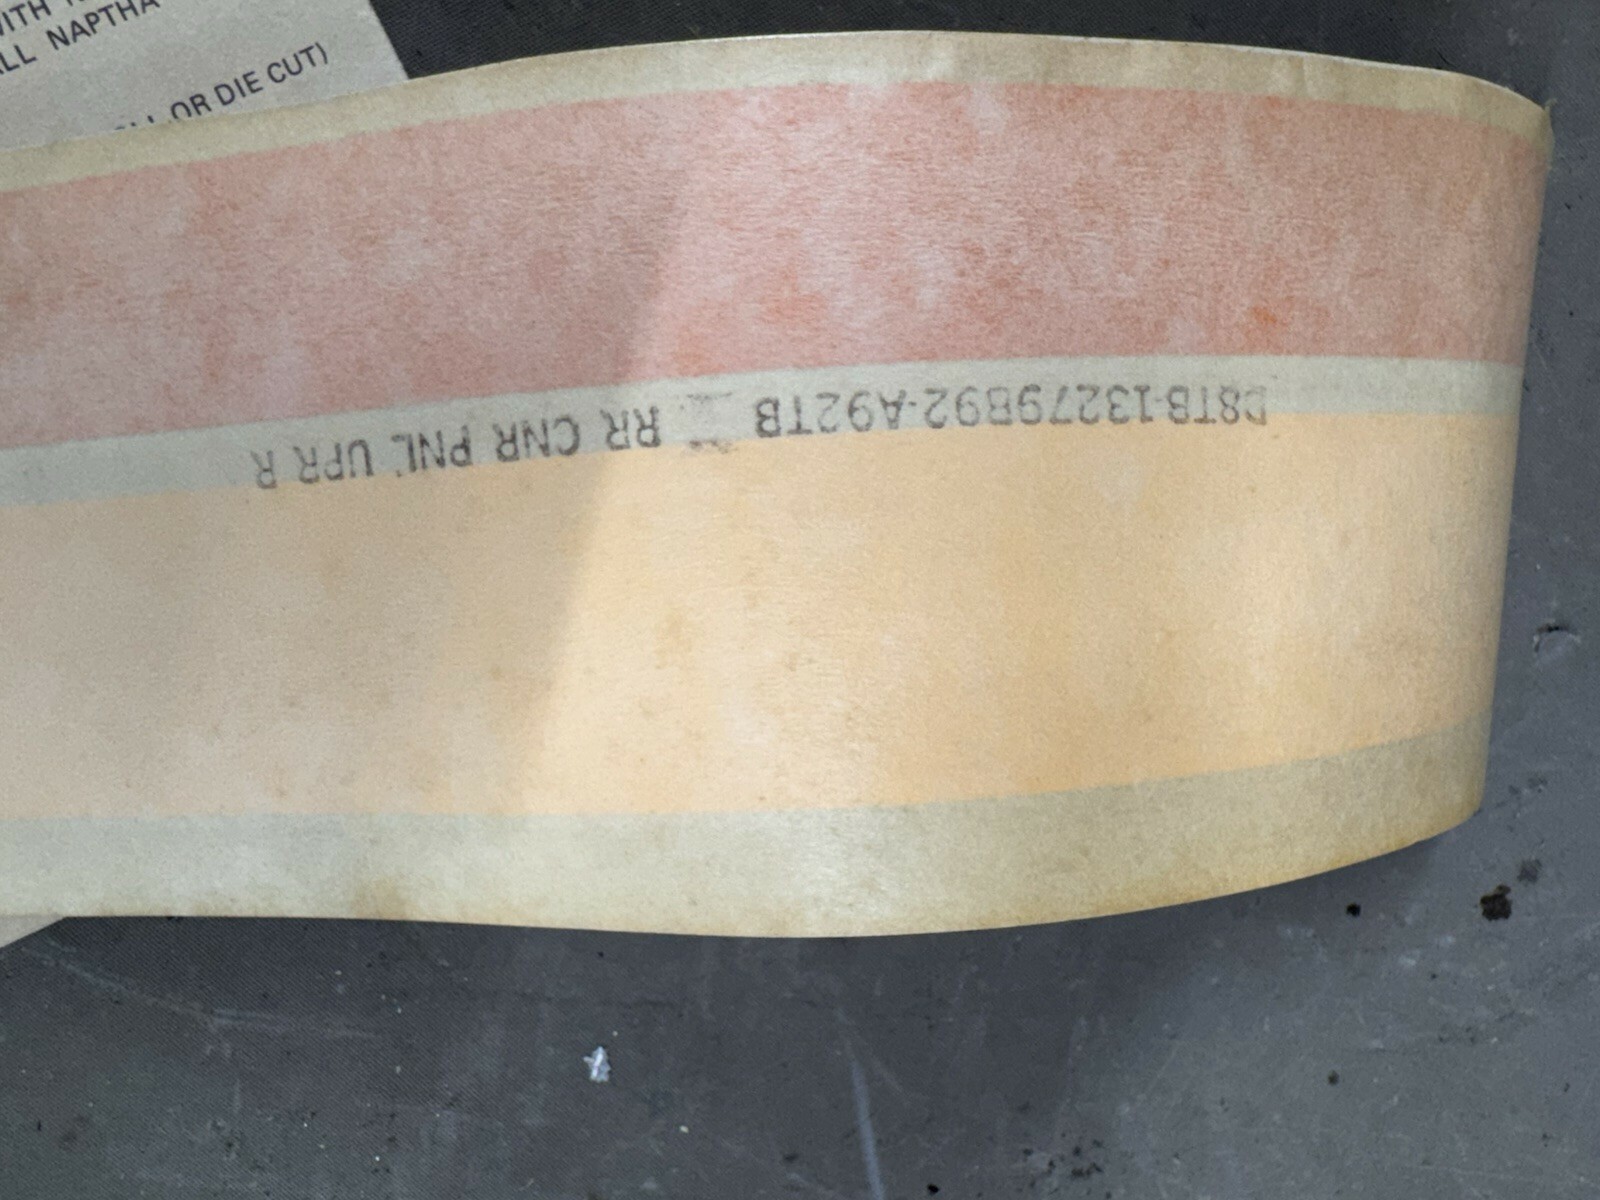 WITH
ALL NAPTHA
OR DIE CUT)
D8TB-13279B92-A92TB RR CNR PNL UPR R